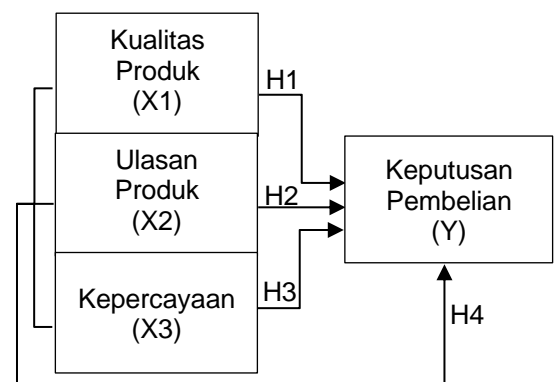 Kualitas
Produk
(X1)
H1
Ulasan
Produk
(X2)
H2
Kepercayaan
(X3)
H3
Keputusan
Pembelian
(Y)
H4